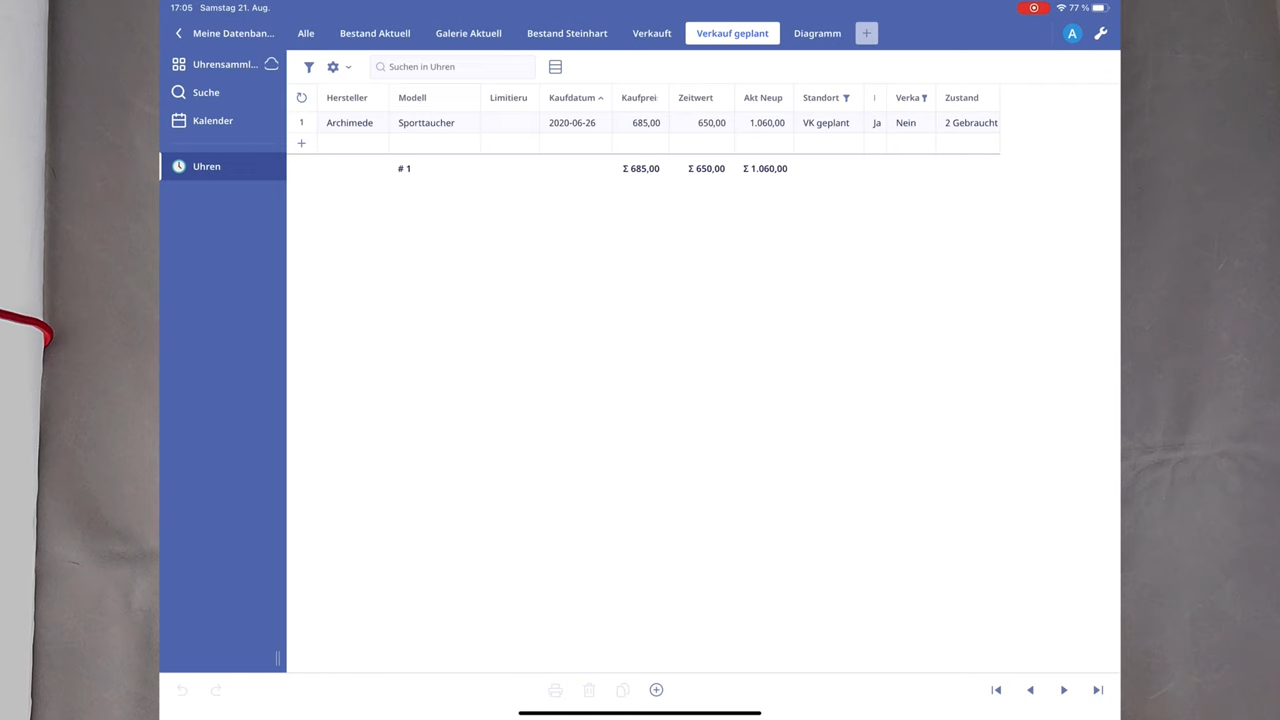 17:05 Samstag 21. Aug. 77 %
Meine Datenban... Alle Bestand Aktuell Galerie Aktuell Bestand Steinhart Verkauft Verkauf geplant Diagramm + A
Uhrensamml... Suchen in Uhren
Suche
Kalender
Uhren
Hersteller Modell Limitieru Kaufdatum Kaufprei Zeitwert Akt Neup Standort I Verka Zustand
1 Archimede Sporttaucher 2020-06-26 685,00 650,00 1.060,00 VK geplant Ja Nein 2 Gebraucht
+
# 1 Σ 685,00 Σ 650,00 Σ 1.060,00